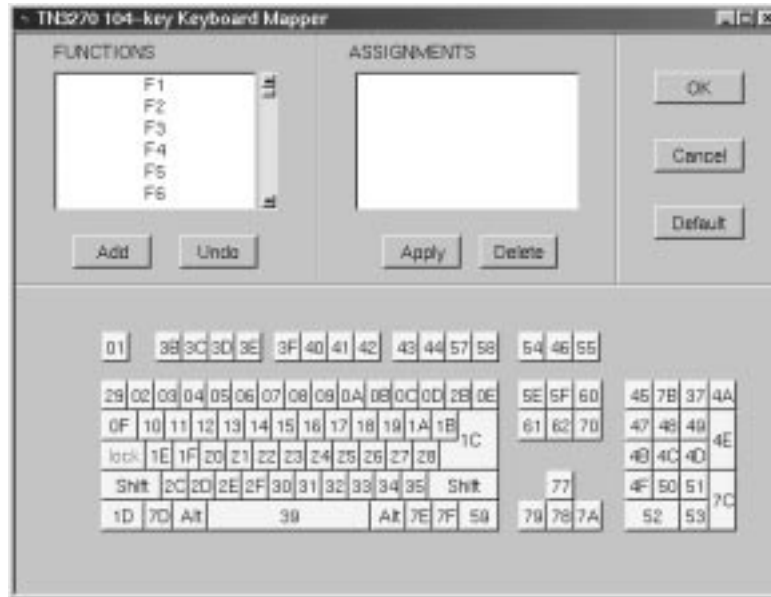 TN3270 104-key Keyboard Mapper
FUNCTIONS
F1
F2
F3
F4
F5
F6
ASSIGNMENTS
OK
Cancel
Default
Add Undo Apply Delete
01 3B 3C 3D 3E 3F 40 41 42 43 44 57 58 54 46 55
29 02 03 04 05 06 07 08 09 0A 0B 0C 0D 2B 0E 5E 5F 60 45 7B 37 4A
0F 10 11 12 13 14 15 16 17 18 19 1A 1B 1C 61 62 70 47 48 49 4E
lock 1E 1F 20 21 22 23 24 25 26 27 28 4B 4C 4D
Shift 2C 2D 2E 2F 30 31 32 33 34 35 Shift 77 4F 50 51 7C
1D 7D Alt 39 Alt 7E 7F 59 79 78 7A 52 53